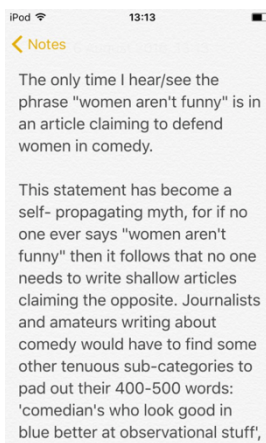 iPod 13:13
Notes
The only time I hear/see the
phrase "women aren't funny" is in
an article claiming to defend
women in comedy.
This statement has become a
self- propagating myth, for if no
one ever says "women aren't
funny" then it follows that no one
needs to write shallow articles
claiming the opposite. Journalists
and amateurs writing about
comedy would have to find some
other tenuous sub-categories to
pad out their 400-500 words:
'comedian's who look good in
blue better at observational stuff',